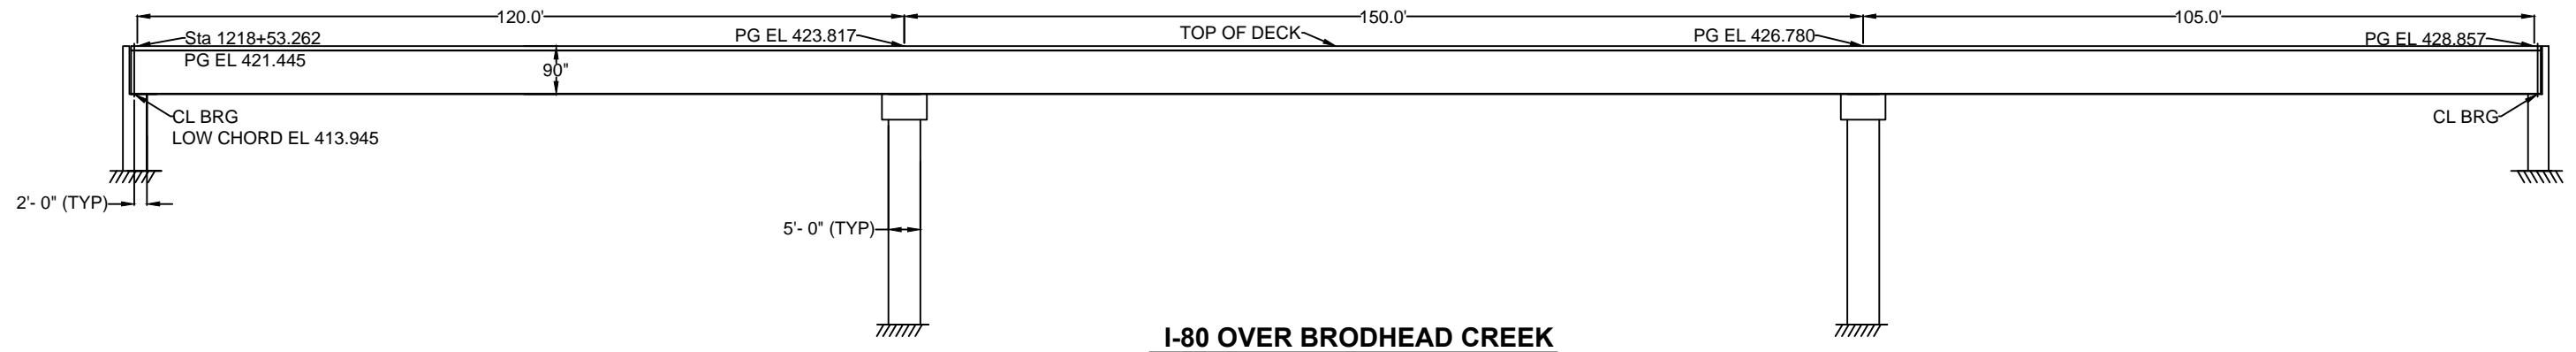 120.0'
150.0'
105.0'
Sta 1218+53.262
PG EL 421.445
PG EL 423.817
TOP OF DECK
PG EL 426.780
PG EL 428.857
90"
CL BRG
LOW CHORD EL 413.945
CL BRG
2'- 0" (TYP)
5'- 0" (TYP)
I-80 OVER BRODHEAD CREEK